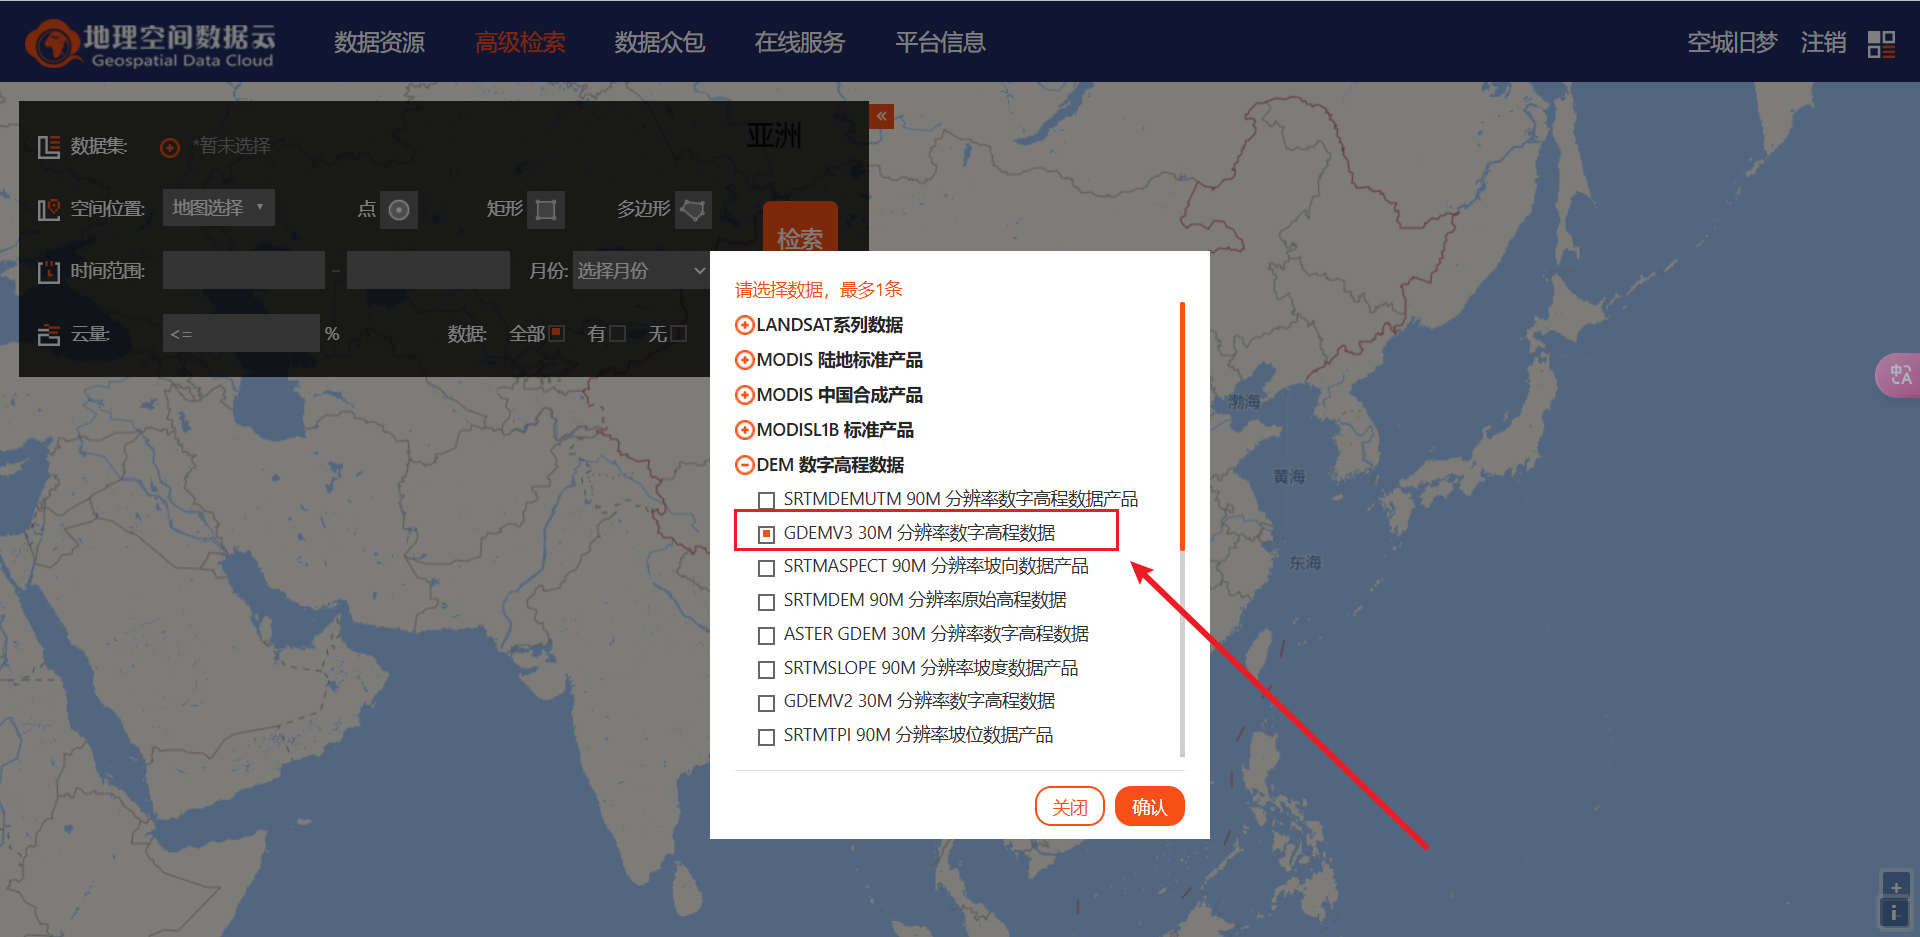 地理空间数据云
Geospatial Data Cloud
数据资源
高级检索
数据众包
在线服务
平台信息
空城旧梦
注销
数据集:
*暂未选择
亚洲
«
空间位置:
地图选择
点
矩形
多边形
检索
时间范围:
-
月份:
选择月份
云量:
<=
%
数据:
全部
有
无
请选择数据，最多1条
LANDSAT系列数据
MODIS 陆地标准产品
MODIS 中国合成产品
MODISL1B 标准产品
DEM 数字高程数据
SRTMDEMUTM 90M 分辨率数字高程数据产品
GDEMV3 30M 分辨率数字高程数据
SRTMASPECT 90M 分辨率坡向数据产品
SRTMDEM 90M 分辨率原始高程数据
ASTER GDEM 30M 分辨率数字高程数据
SRTMSLOPE 90M 分辨率坡度数据产品
GDEMV2 30M 分辨率数字高程数据
SRTMTPI 90M 分辨率坡位数据产品
关闭
确认
渤海
黄海
东海
中A
+
i